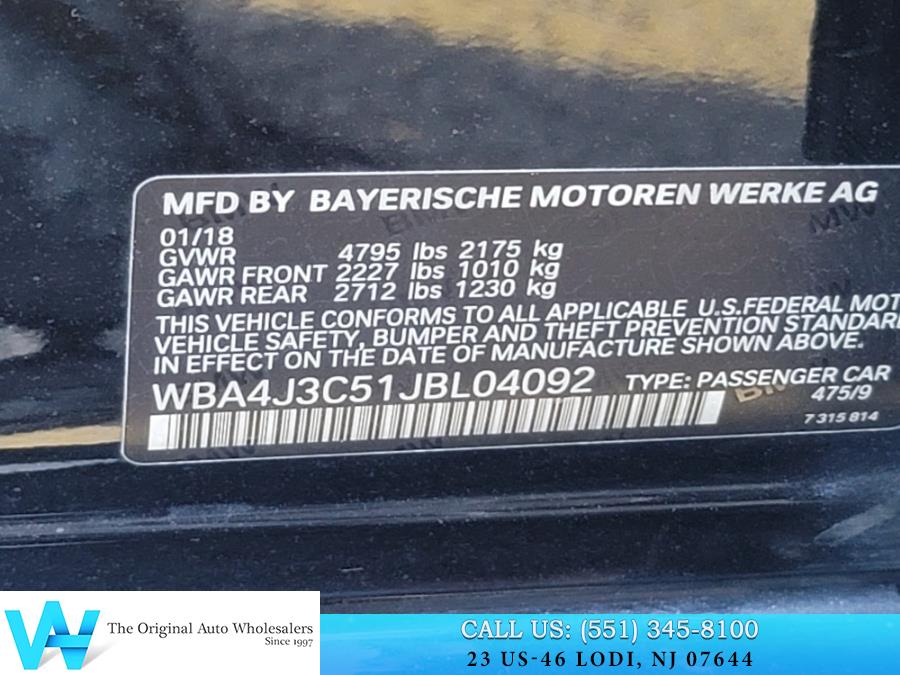 MFD BY BAYERISCHE MOTOREN WERKE AG
01/18
GVWR 4795 lbs 2175 kg
GAWR FRONT 2227 lbs 1010 kg
GAWR REAR 2712 lbs 1230 kg
THIS VEHICLE CONFORMS TO ALL APPLICABLE U.S.FEDERAL MOT
VEHICLE SAFETY, BUMPER AND THEFT PREVENTION STANDAR
IN EFFECT ON THE DATE OF MANUFACTURE SHOWN ABOVE.
WBA4J3C51JBL04092 TYPE: PASSENGER CAR
475/9
7 315 814
W
The Original Auto Wholesalers
Since 1997
CALL US: (551) 345-8100
23 US-46 LODI, NJ 07644